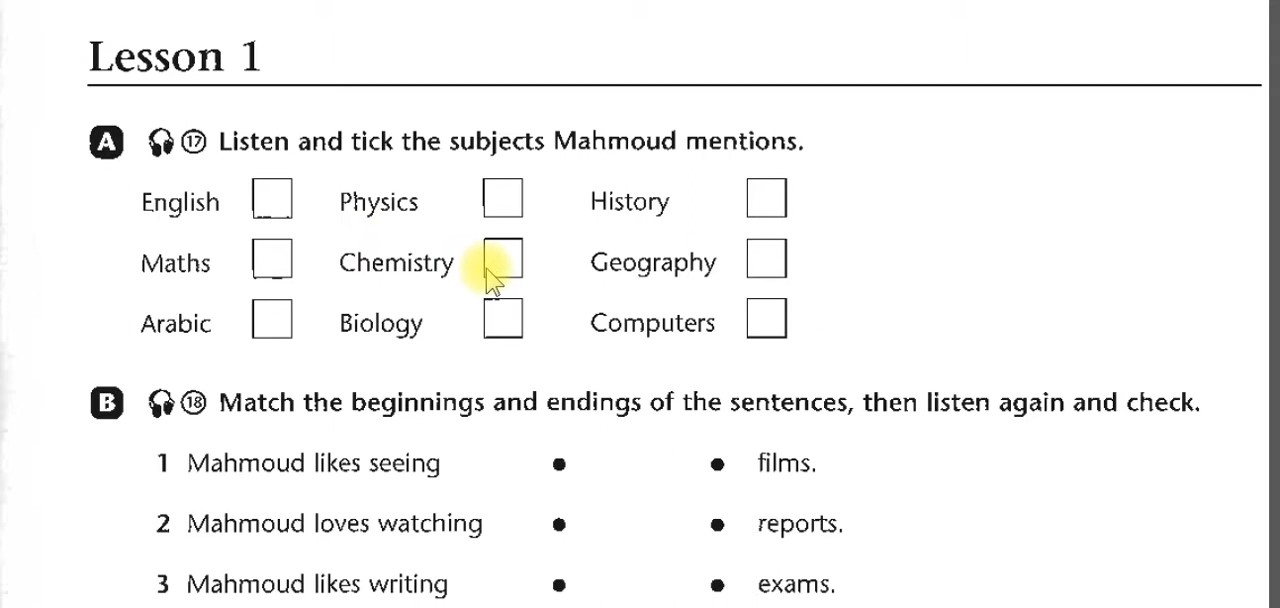 Lesson 1
A 17 Listen and tick the subjects Mahmoud mentions.
English Physics History
Maths Chemistry Geography
Arabic Biology Computers
B 18 Match the beginnings and endings of the sentences, then listen again and check.
1 Mahmoud likes seeing films.
2 Mahmoud loves watching reports.
3 Mahmoud likes writing exams.